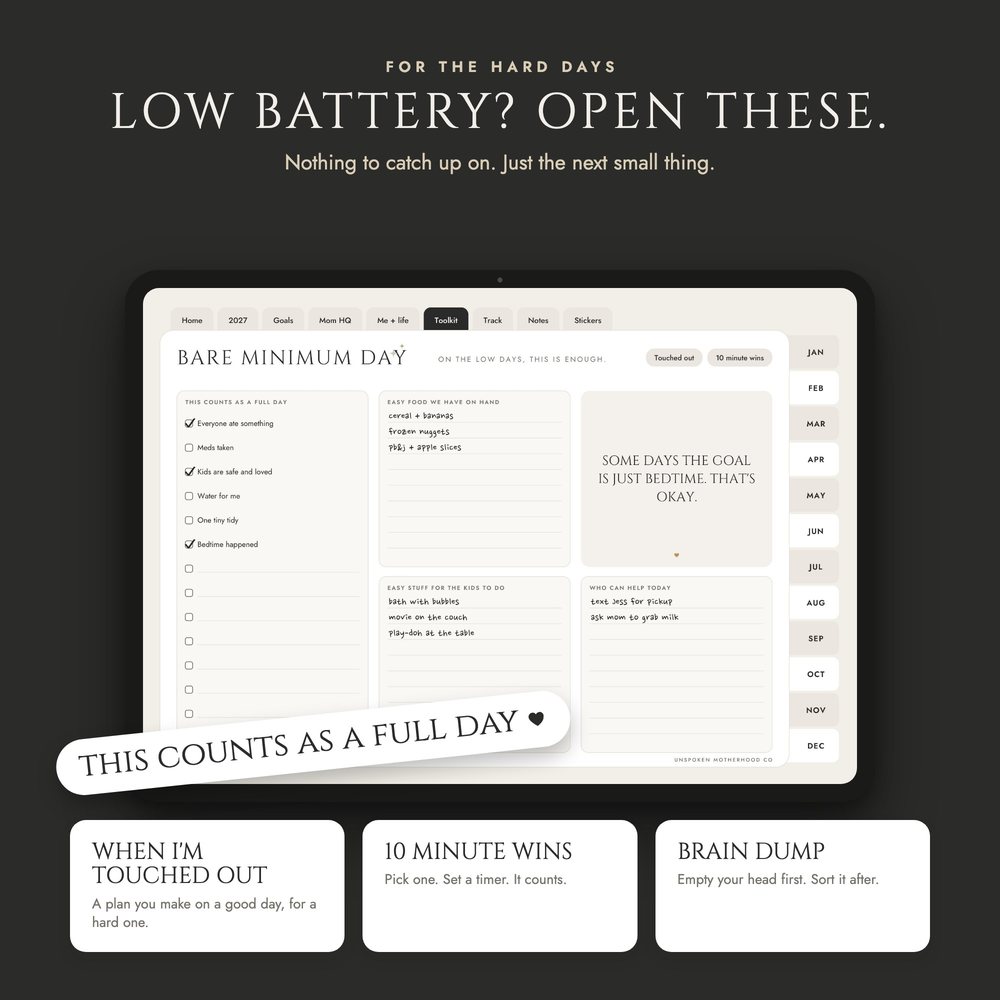 FOR THE HARD DAYS
LOW BATTERY? OPEN THESE.
Nothing to catch up on. Just the next small thing.
Home
2027
Goals
Mom HQ
Me + life
Toolkit
Track
Notes
Stickers
BARE MINIMUM DAY
ON THE LOW DAYS, THIS IS ENOUGH.
Touched out
10 minute wins
THIS COUNTS AS A FULL DAY
Everyone ate something
Meds taken
Kids are safe and loved
Water for me
One tiny tidy
Bedtime happened
EASY FOOD WE HAVE ON HAND
cereal + bananas
frozen nuggets
pb&j + apple slices
SOME DAYS THE GOAL
IS JUST BEDTIME. THAT'S
OKAY.
EASY STUFF FOR THE KIDS TO DO
bath with bubbles
movie on the couch
play-doh at the table
WHO CAN HELP TODAY
text Jess for pickup
ask mom to grab milk
UNSPOKEN MOTHERHOOD CO
JAN
FEB
MAR
APR
MAY
JUN
JUL
AUG
SEP
OCT
NOV
DEC
THIS COUNTS AS A FULL DAY
WHEN I'M
TOUCHED OUT
A plan you make on a good day, for a
hard one.
10 MINUTE WINS
Pick one. Set a timer. It counts.
BRAIN DUMP
Empty your head first. Sort it after.